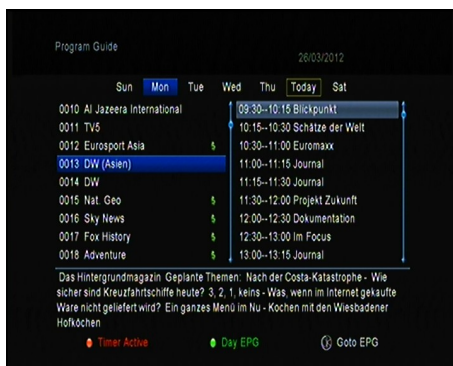 Program Guide
26/03/2012
Sun Mon Tue Wed Thu Today Sat
0010 Al Jazeera International
0011 TV5
0012 Eurosport Asia $
0013 DW (Asien)
0014 DW
0015 Nat. Geo $
0016 Sky News $
0017 Fox History $
0018 Adventure $
09:30--10:15 Blickpunkt
10:15--10:30 Schätze der Welt
10:30--11:00 Euromaxx
11:00--11:15 Journal
11:15--11:30 Journal
11:30--12:00 Projekt Zukunft
12:00--12:30 Dokumentation
12:30--13:00 Im Focus
13:00--13:15 Journal
Das Hintergrundmagazin Geplante Themen: Nach der Costa-Katastrophe - Wie
sicher sind Kreuzfahrtschiffe heute? 3, 2, 1, keins - Was, wenn im Internet gekaufte
Ware nicht geliefert wird? Ein ganzes Menü im Nu - Kochen mit den Wiesbadener
Hofköchen
Timer Active
Day EPG
Goto EPG